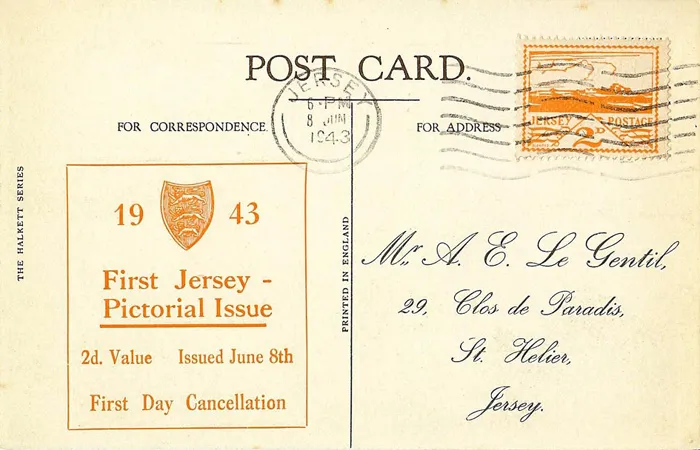 POST CARD.
JERSEY
6 - PM
8 JUN
1943
JERSEY POSTAGE
2D
FOR CORRESPONDENCE.
FOR ADDRESS
THE HALKETT SERIES
1943
First Jersey -
Pictorial Issue
2d. Value Issued June 8th
First Day Cancellation
PRINTED IN ENGLAND
Mr. A. E. Le Gentil,
29, Clos de Paradis,
St. Helier,
Jersey.